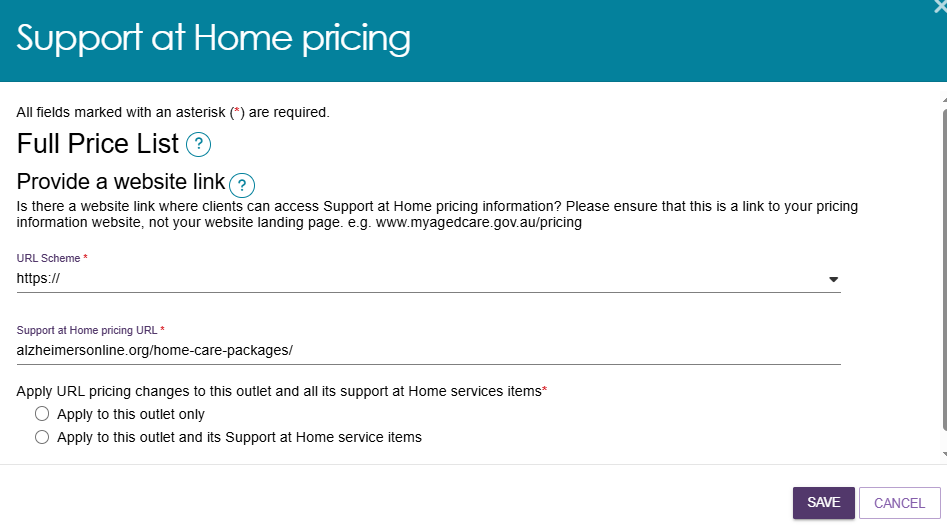 Support at Home pricing
All fields marked with an asterisk (*) are required.
Full Price List ?
Provide a website link ?
Is there a website link where clients can access Support at Home pricing information? Please ensure that this is a link to your pricing
information website, not your website landing page. e.g. www.myagedcare.gov.au/pricing
URL Scheme *
https://
Support at Home pricing URL *
alzheimersonline.org/home-care-packages/
Apply URL pricing changes to this outlet and all its support at Home services items*
Apply to this outlet only
Apply to this outlet and its Support at Home service items
SAVE CANCEL